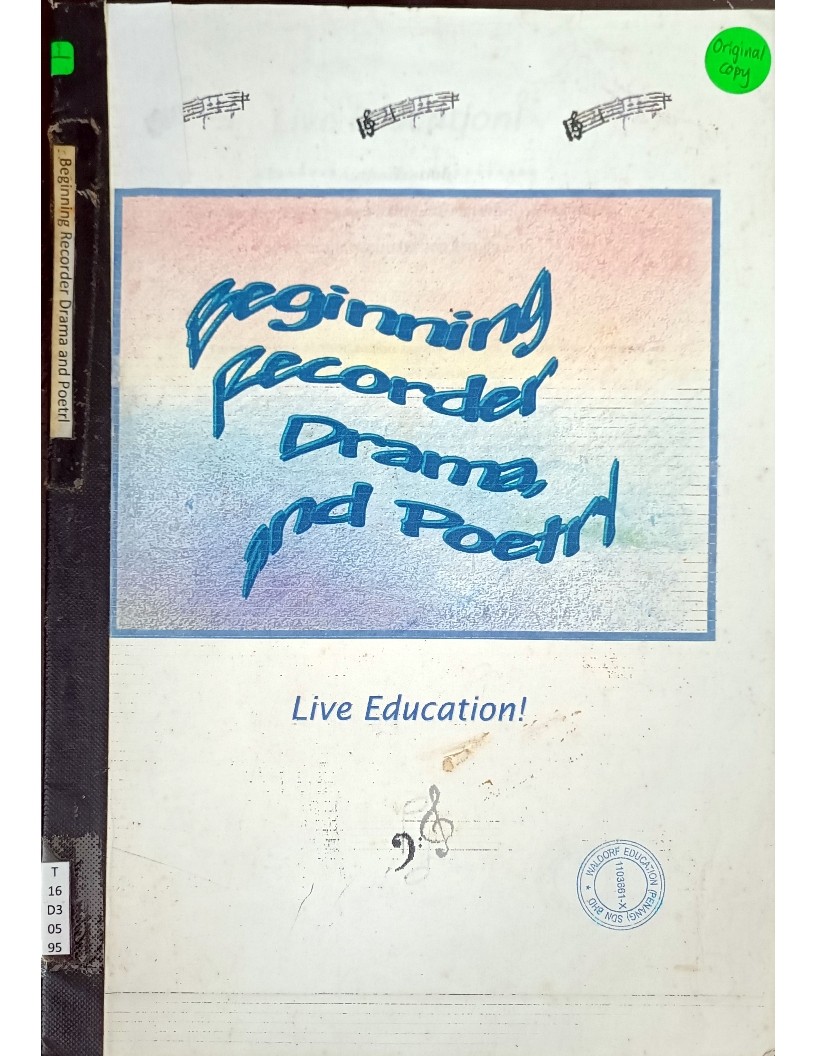 Original
copy
Beginning
Recorder
Drama,
and Poetry
Live Education!
WALDORF EDUCATION (PENANG) SDN BHD *
1103661-X
Beginning Recorder Drama and Poetrl
T
16
D3
05
95